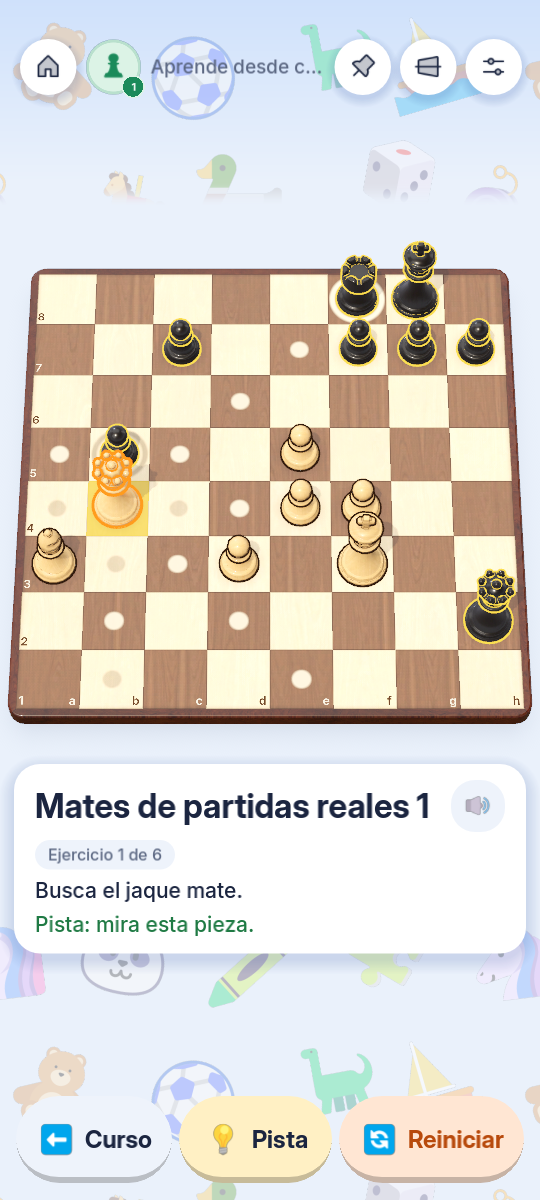 Aprende desde c...
1
8
7
6
5
4
3
2
1 a b c d e f g h
Mates de partidas reales 1
Ejercicio 1 de 6
Busca el jaque mate.
Pista: mira esta pieza.
Curso
Pista
Reiniciar